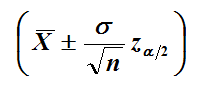 ( X̅ ± σ/√n z_{α/2} )